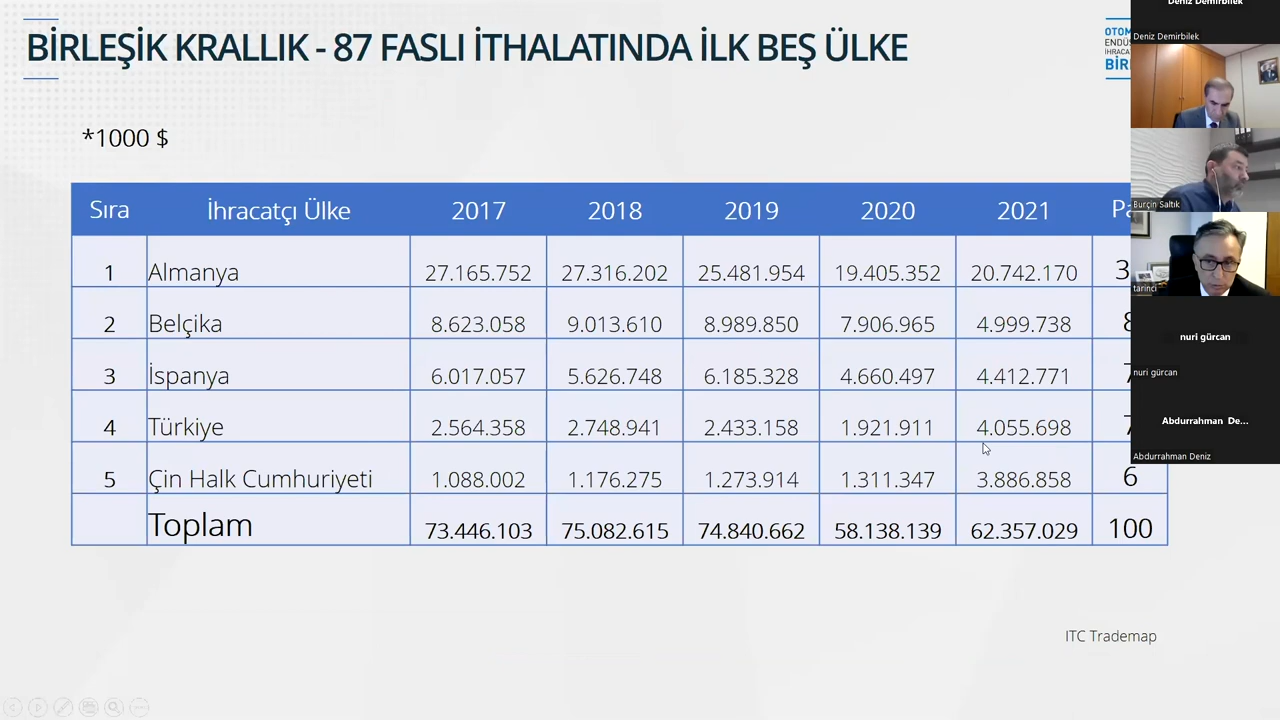 BİRLEŞİK KRALLIK - 87 FASLI İTHALATINDA İLK BEŞ ÜLKE
*1000 $
Sıra İhracatçı Ülke 2017 2018 2019 2020 2021
1 Almanya 27.165.752 27.316.202 25.481.954 19.405.352 20.742.170
2 Belçika 8.623.058 9.013.610 8.989.850 7.906.965 4.999.738
3 İspanya 6.017.057 5.626.748 6.185.328 4.660.497 4.412.771
4 Türkiye 2.564.358 2.748.941 2.433.158 1.921.911 4.055.698
5 Çin Halk Cumhuriyeti 1.088.002 1.176.275 1.273.914 1.311.347 3.886.858 6
Toplam 73.446.103 75.082.615 74.840.662 58.138.139 62.357.029 100
ITC Trademap
Deniz Demirbilek
Deniz Demirbilek
Burçin Saltık
tarinci
nuri gürcan
nuri gürcan
Abdurrahman De...
Abdurrahman Deniz